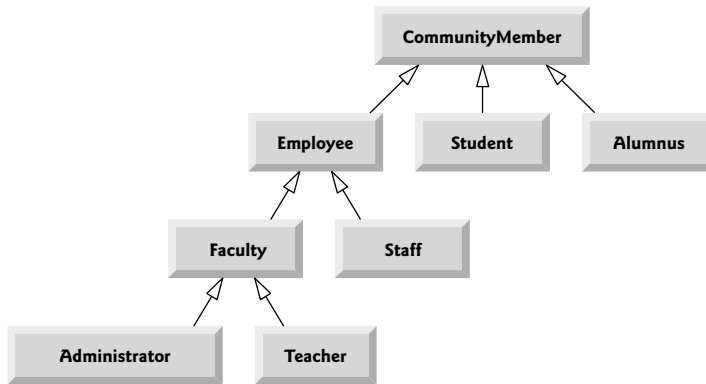 CommunityMember
Employee
Student
Alumnus
Faculty
Staff
Administrator
Teacher